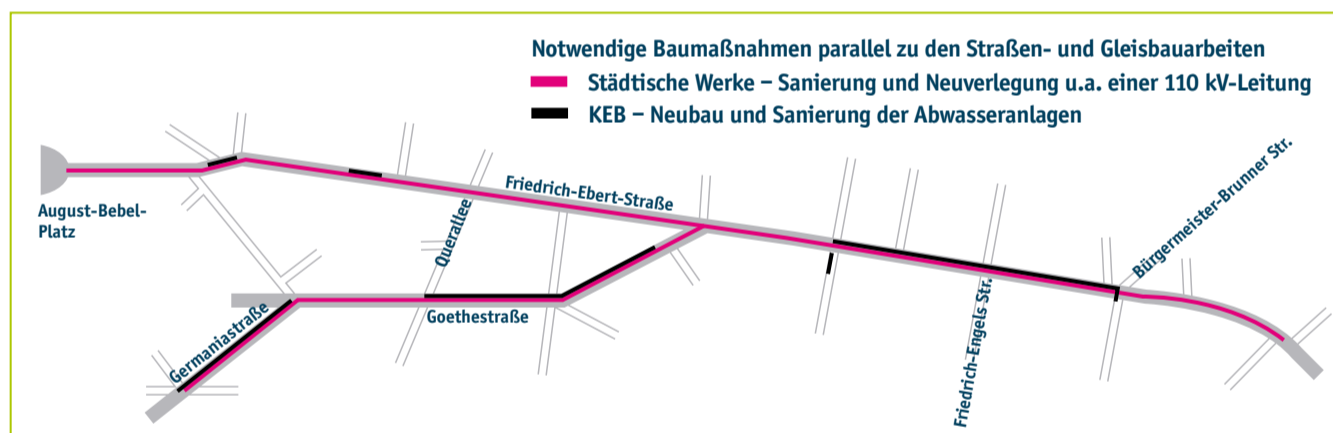 Notwendige Baumaßnahmen parallel zu den Straßen- und Gleisbauarbeiten
Städtische Werke – Sanierung und Neuverlegung u.a. einer 110 kV-Leitung
KEB – Neubau und Sanierung der Abwasseranlagen
August-Bebel-
Platz
Friedrich-Ebert-Straße
Querallee
Goethestraße
Germaniastraße
Friedrich-Engels Str.
Bürgermeister-Brunner Str.